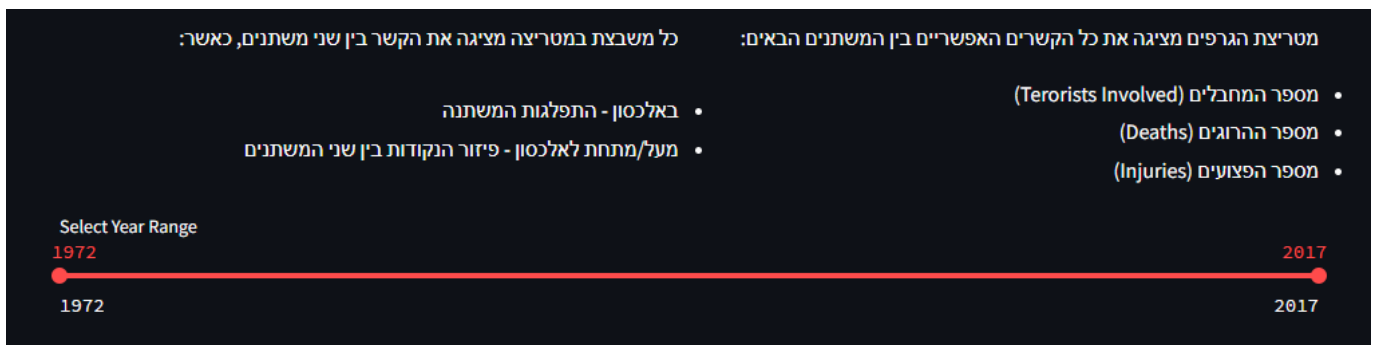 מטריצת הגרפים מציגה את כל הקשרים האפשריים בין המשתנים הבאים:
• מספר המחבלים (Terorists Involved)
• מספר ההרוגים (Deaths)
• מספר הפצועים (Injuries)
כל משבצת במטריצה מציגה את הקשר בין שני משתנים, כאשר:
• באלכסון - התפלגות המשתנה
• מעל/מתחת לאלכסון - פיזור הנקודות בין שני המשתנים
Select Year Range
1972 2017
1972 2017